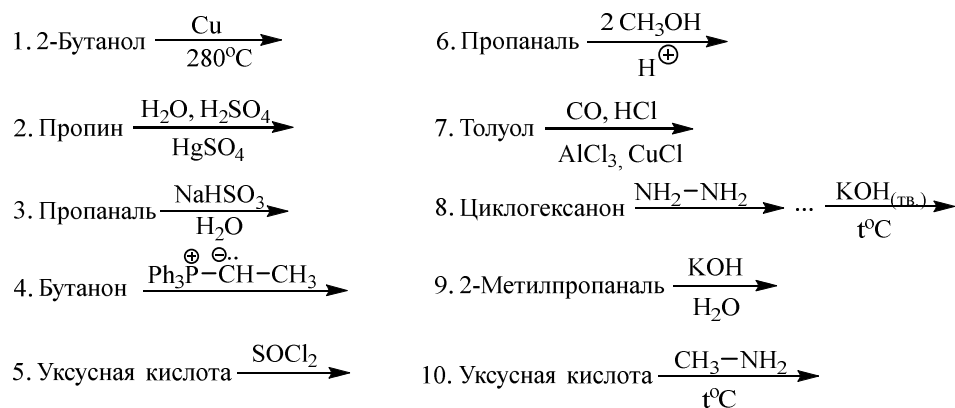 1. 2-Бутанол Cu 280°C
2. Пропин H₂O, H₂SO₄ HgSO₄
3. Пропаналь NaHSO₃ H₂O
4. Бутанон Ph₃P⊕–CH⊖··–CH₃
5. Уксусная кислота SOCl₂
6. Пропаналь 2 CH₃OH H⊕
7. Толуол CO, HCl AlCl₃, CuCl
8. Циклогексанон NH₂–NH₂ ... KOH(тв.) t°C
9. 2-Метилпропаналь KOH H₂O
10. Уксусная кислота CH₃–NH₂ t°C